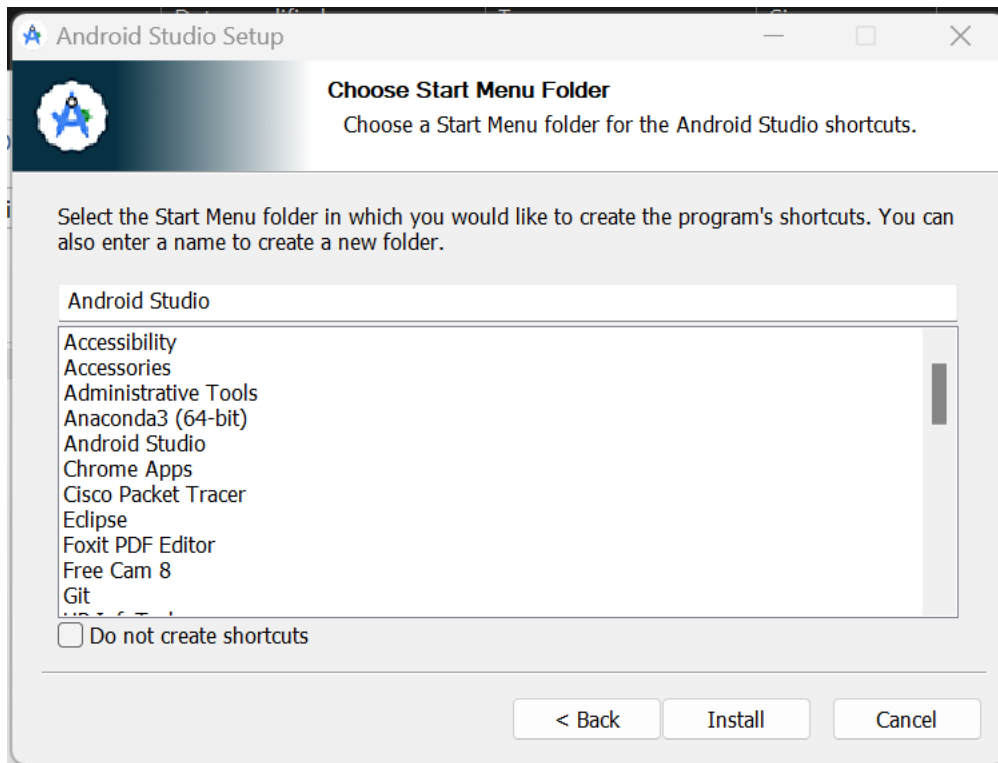 Android Studio Setup
Choose Start Menu Folder
Choose a Start Menu folder for the Android Studio shortcuts.
Select the Start Menu folder in which you would like to create the program's shortcuts. You can
also enter a name to create a new folder.
Android Studio
Accessibility
Accessories
Administrative Tools
Anaconda3 (64-bit)
Android Studio
Chrome Apps
Cisco Packet Tracer
Eclipse
Foxit PDF Editor
Free Cam 8
Git
Do not create shortcuts
< Back
Install
Cancel